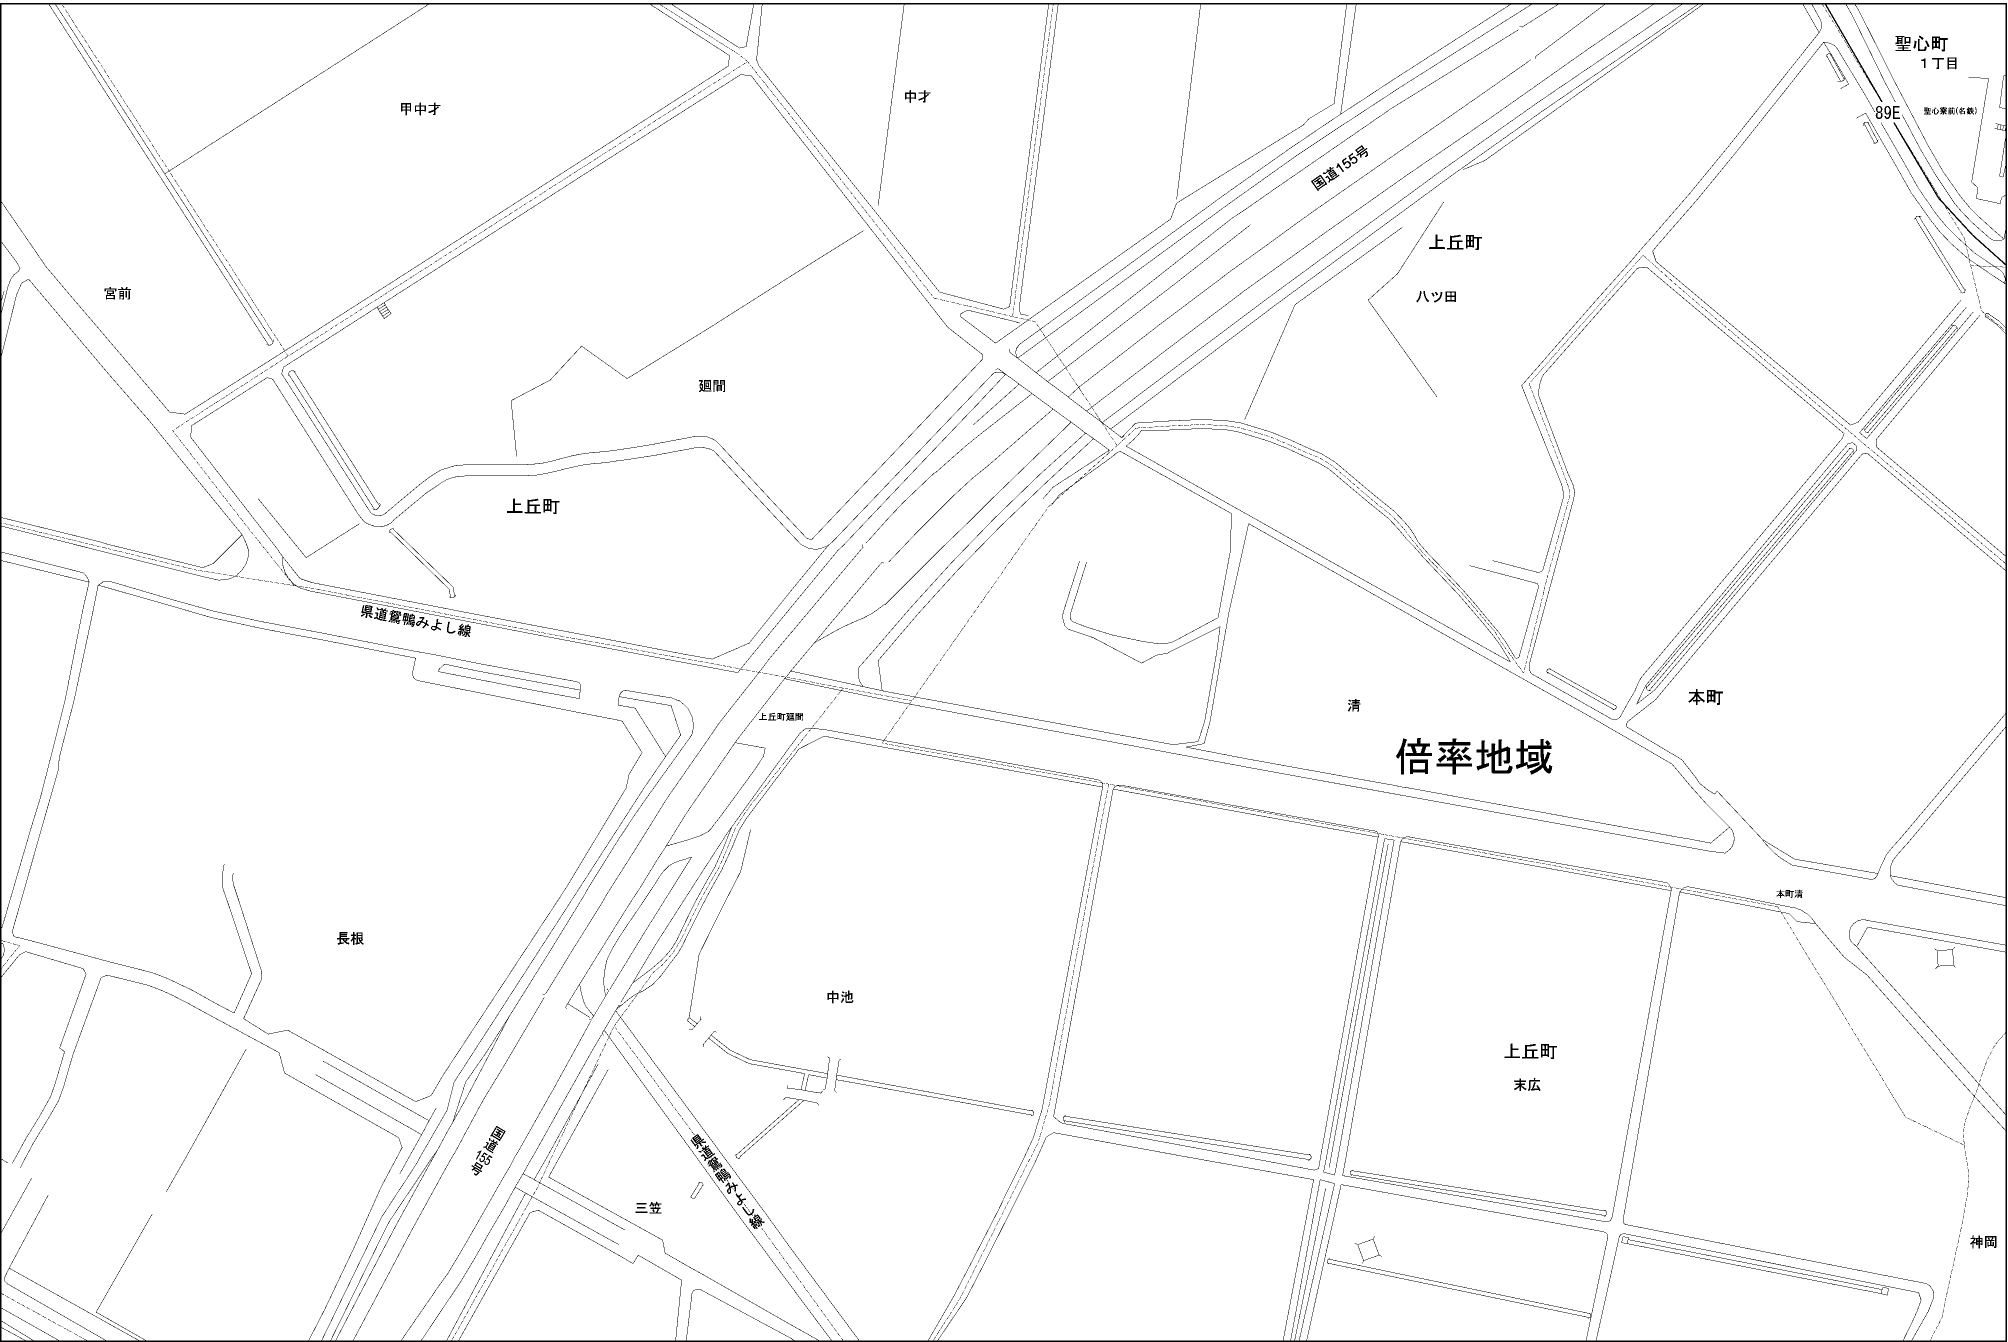 聖心町
1丁目
甲中才
中才
89E
聖心寮前(名鉄)
国道155号
上丘町
八ツ田
宮前
廻間
上丘町
県道鴛鴨みよし線
本町
清
上丘町廻間
倍率地域
本町清
長根
中池
上丘町
末広
国道155号
県道鴛鴨みよし線
三笠
神岡